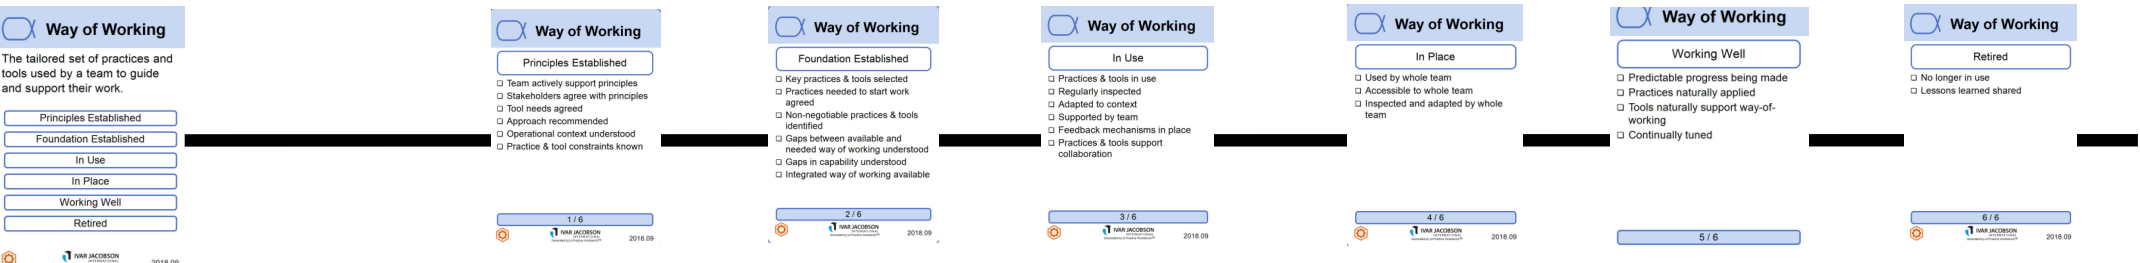 Way of Working
The tailored set of practices and
tools used by a team to guide
and support their work.
Principles Established
Foundation Established
In Use
In Place
Working Well
Retired
IVAR JACOBSON
INTERNATIONAL
2018.09
Way of Working
Principles Established
Team actively support principles
Stakeholders agree with principles
Tool needs agreed
Approach recommended
Operational context understood
Practice & tool constraints known
1 / 6
IVAR JACOBSON
INTERNATIONAL
2018.09
Way of Working
Foundation Established
Key practices & tools selected
Practices needed to start work
agreed
Non-negotiable practices & tools
identified
Gaps between available and
needed way of working understood
Gaps in capability understood
Integrated way of working available
2 / 6
IVAR JACOBSON
INTERNATIONAL
2018.09
Way of Working
In Use
Practices & tools in use
Regularly inspected
Adapted to context
Supported by team
Feedback mechanisms in place
Practices & tools support
collaboration
3 / 6
IVAR JACOBSON
INTERNATIONAL
2018.09
Way of Working
In Place
Used by whole team
Accessible to whole team
Inspected and adapted by whole
team
4 / 6
IVAR JACOBSON
INTERNATIONAL
2018.09
Way of Working
Working Well
Predictable progress being made
Practices naturally applied
Tools naturally support way-of-
working
Continually tuned
5 / 6
Way of Working
Retired
No longer in use
Lessons learned shared
6 / 6
IVAR JACOBSON
INTERNATIONAL
2018.09